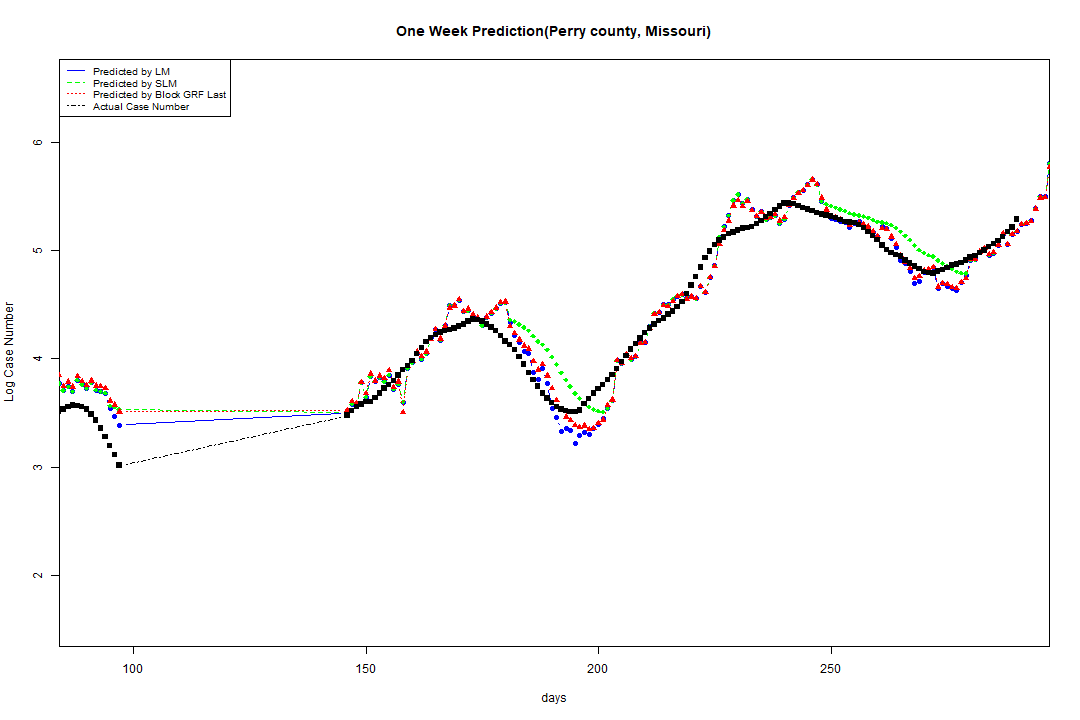 One Week Prediction(Perry county, Missouri)
Predicted by LM
Predicted by SLM
Predicted by Block GRF Last
Actual Case Number
6
5
4
3
2
Log Case Number
100
150
200
250
days